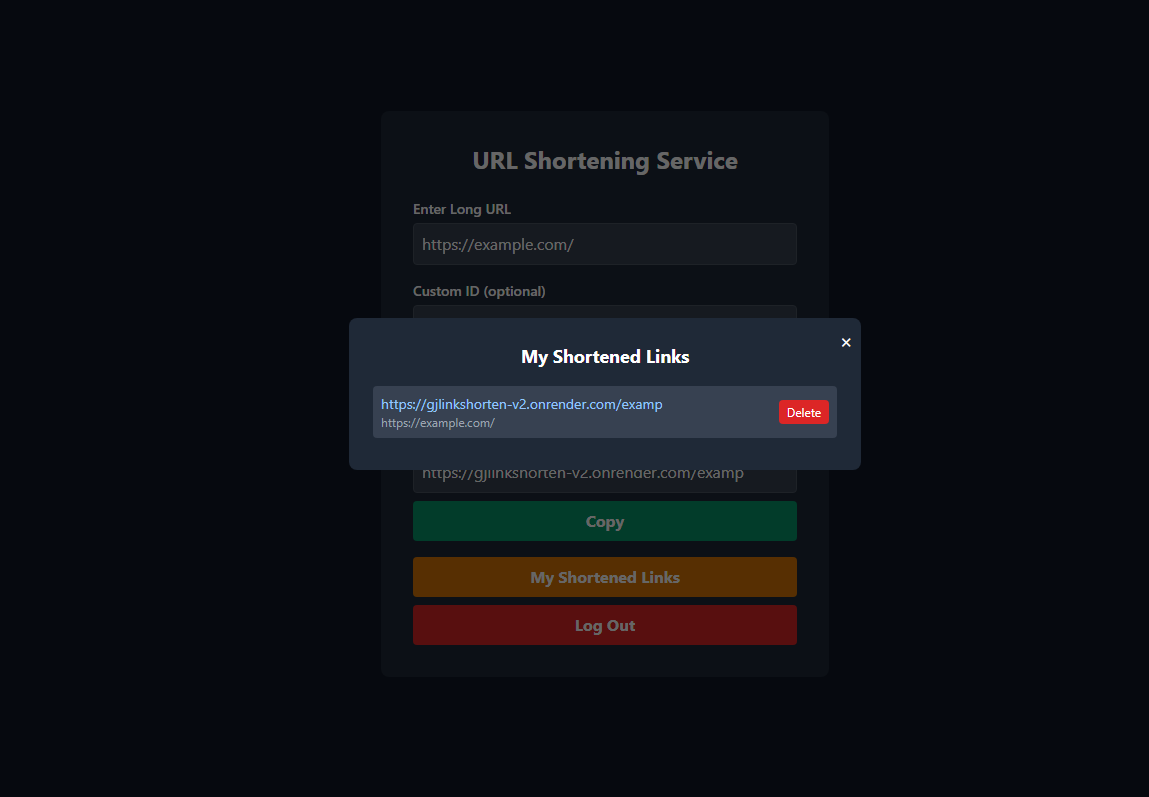 URL Shortening Service
Enter Long URL
https://example.com/
Custom ID (optional)
×
My Shortened Links
https://gjlinkshorten-v2.onrender.com/examp
https://example.com/
Delete
https://gjlinkshorten-v2.onrender.com/examp
Copy
My Shortened Links
Log Out